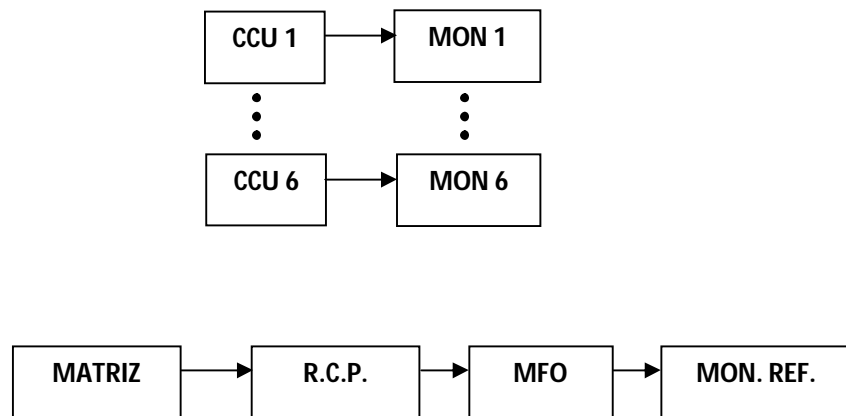 CCU 1 MON 1
CCU 6 MON 6
MATRIZ R.C.P. MFO MON. REF.